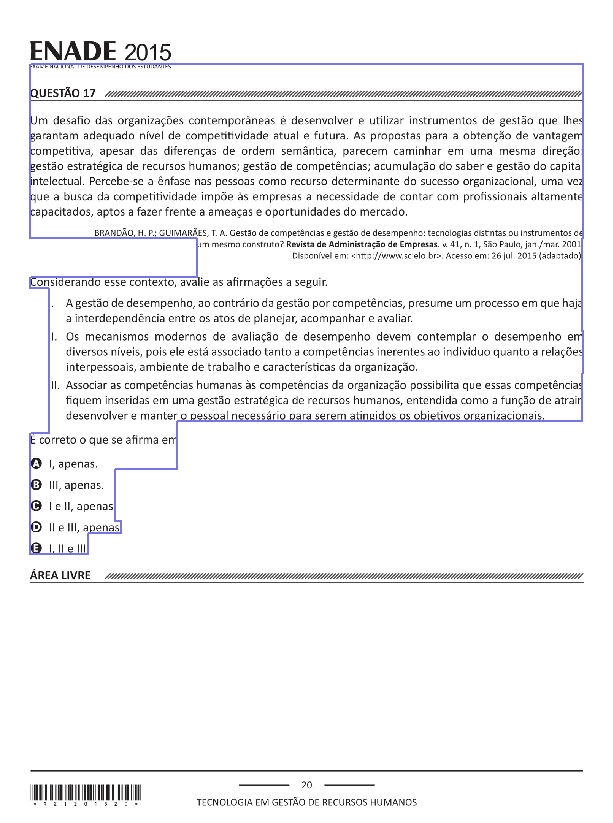 ENADE 2015
EXAME NACIONAL DE DESEMPENHO DOS ESTUDANTES
QUESTÃO 17
Um desafio das organizações contemporâneas é desenvolver e utilizar instrumentos de gestão que lhes
garantam adequado nível de competitividade atual e futura. As propostas para a obtenção de vantagem
competitiva, apesar das diferenças de ordem semântica, parecem caminhar em uma mesma direção:
gestão estratégica de recursos humanos; gestão de competências; acumulação do saber e gestão do capital
intelectual. Percebe-se a ênfase nas pessoas como recurso determinante do sucesso organizacional, uma vez
que a busca da competitividade impõe às empresas a necessidade de contar com profissionais altamente
capacitados, aptos a fazer frente a ameaças e oportunidades do mercado.
BRANDÃO, H. P.; GUIMARÃES, T. A. Gestão de competências e gestão de desempenho: tecnologias distintas ou instrumentos de
um mesmo construto? Revista de Administração de Empresas. v. 41, n. 1, São Paulo, jan./mar. 2001.
Disponível em: <http://www.scielo.br>. Acesso em: 26 jul. 2015 (adaptado).
Considerando esse contexto, avalie as afirmações a seguir.
I. A gestão de desempenho, ao contrário da gestão por competências, presume um processo em que haja
a interdependência entre os atos de planejar, acompanhar e avaliar.
II. Os mecanismos modernos de avaliação de desempenho devem contemplar o desempenho em
diversos níveis, pois ele está associado tanto a competências inerentes ao indivíduo quanto a relações
interpessoais, ambiente de trabalho e características da organização.
III. Associar as competências humanas às competências da organização possibilita que essas competências
fiquem inseridas em uma gestão estratégica de recursos humanos, entendida como a função de atrair,
desenvolver e manter o pessoal necessário para serem atingidos os objetivos organizacionais.
É correto o que se afirma em
A I, apenas.
B III, apenas.
C I e II, apenas.
D II e III, apenas.
E I, II e III.
ÁREA LIVRE
20
TECNOLOGIA EM GESTÃO DE RECURSOS HUMANOS